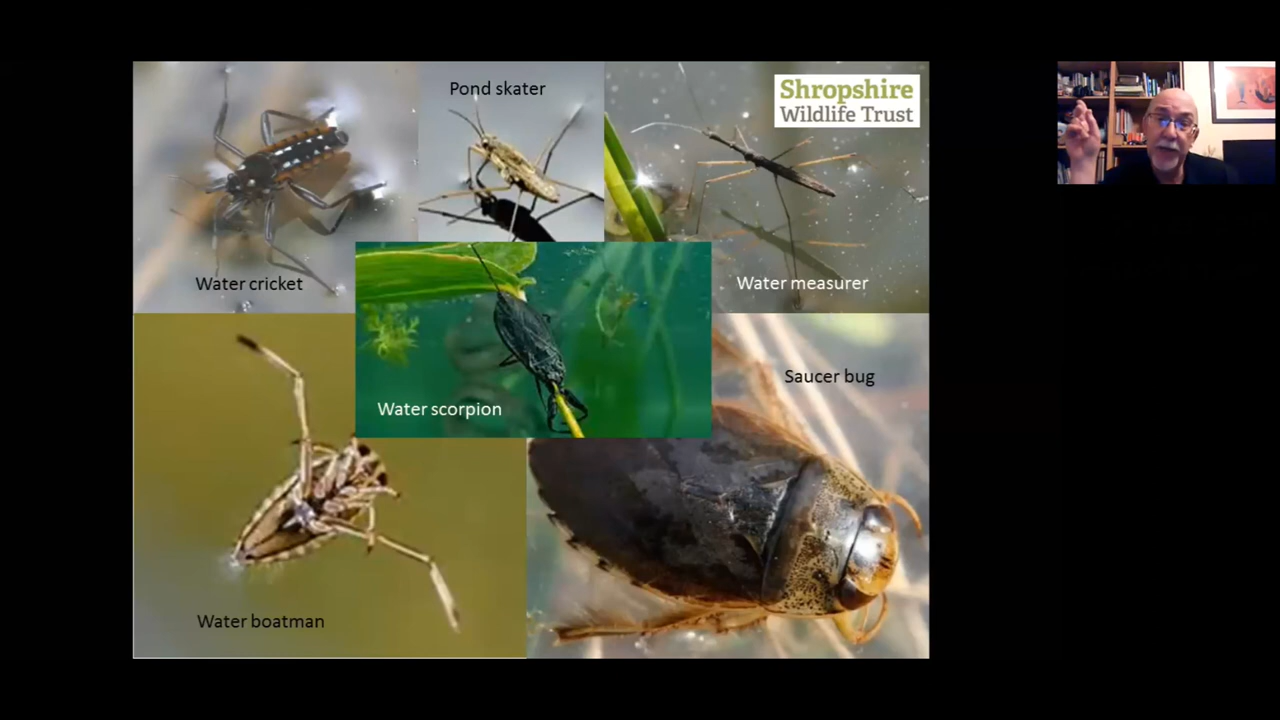 Pond skater
Shropshire
Wildlife Trust
Water cricket
Water measurer
Saucer bug
Water scorpion
Water boatman